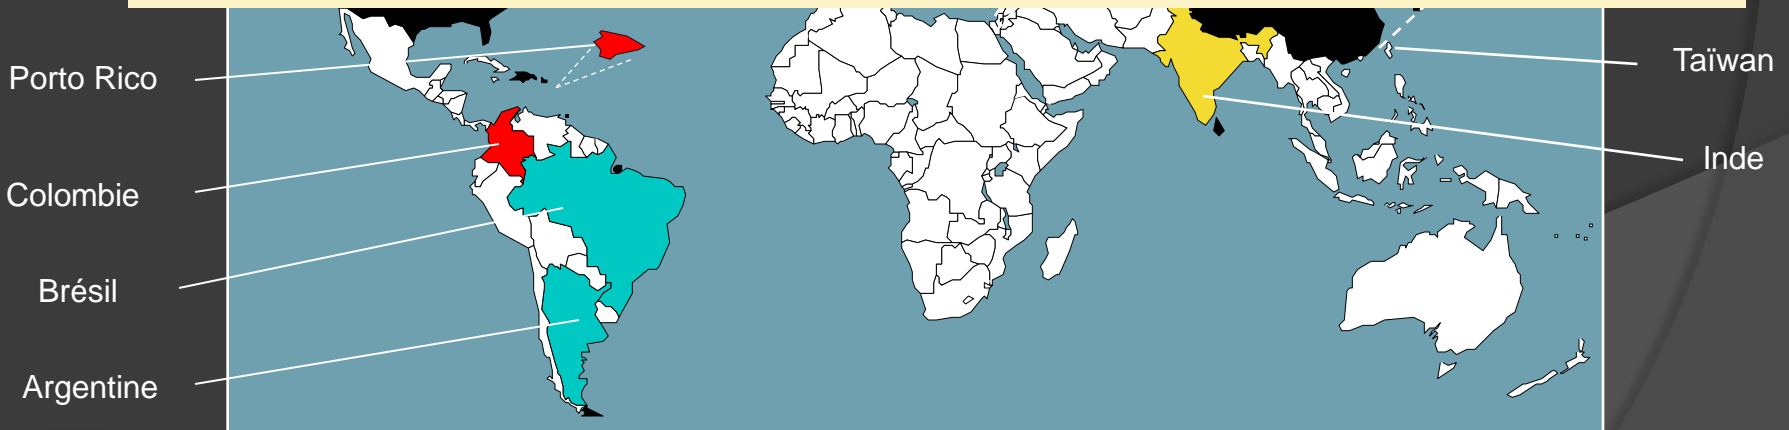 Porto Rico
Colombie
Brésil
Argentine
Taïwan
Inde